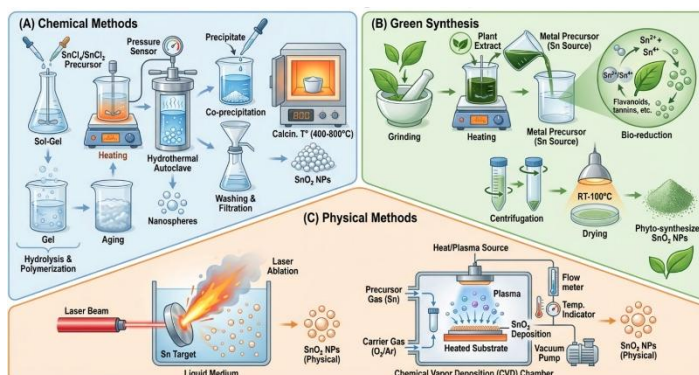 (A) Chemical Methods
SnCl₄/SnCl₂
Precursor
Pressure
Sensor
Precipitate
Sol-Gel
Heating
Hydrothermal
Autoclave
Co-precipitation
800
Calcin. T° (400-800°C)
Gel
Aging
Hydrolysis &
Polymerization
Nanospheres
Washing &
Filtration
SnO₂ NPs
(B) Green Synthesis
Plant
Extract
Metal Precursor
(Sn Source)
Sn²⁺ +
Sn⁴⁺
Sn²⁺/Sn⁴⁺
Flavanoids,
tannins, etc.
Grinding
Heating
Metal Precursor
(Sn Source)
Bio-reduction
Centrifugation
RT-100°C
Drying
Phyto-synthesize
SnO₂ NPs
(C) Physical Methods
Laser
Ablation
Laser Beam
Sn Target
Liquid Medium
SnO₂ NPs
(Physical)
Heat/Plasma Source
Precursor
Gas (Sn)
Plasma
Flow
meter
Temp.
Indicator
SnO₂
Deposition
Carrier Gas
(O₂/Ar)
Heated Substrate
Vacuum
Pump
Chemical Vapor Deposition (CVD) Chamber
SnO₂ NPs
(Physical)